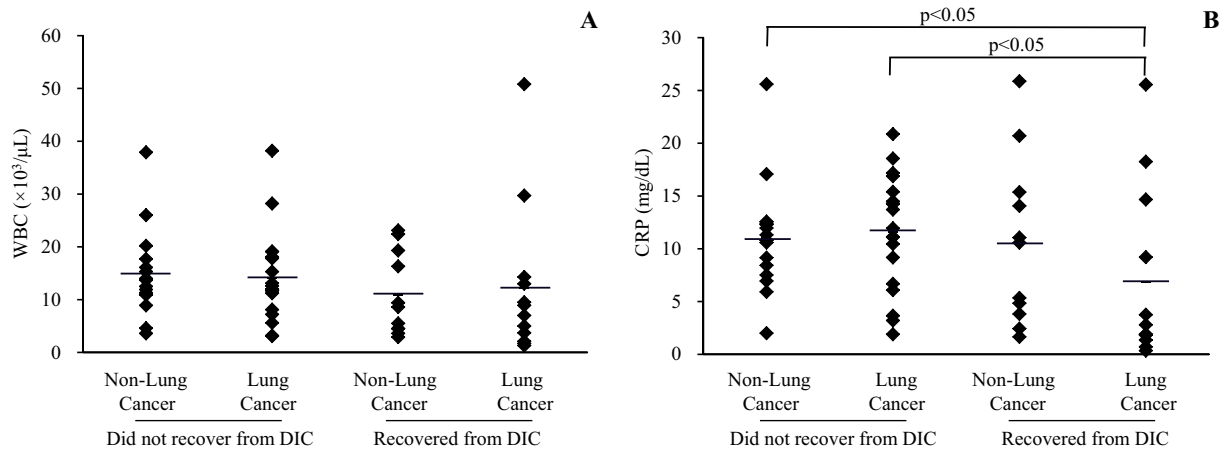 A
WBC (×10³/μL)
60
50
40
30
20
10
0
Non-Lung Cancer
Lung Cancer
Non-Lung Cancer
Lung Cancer
Did not recover from DIC
Recovered from DIC
B
p<0.05
p<0.05
CRP (mg/dL)
30
25
20
15
10
5
0
Non-Lung Cancer
Lung Cancer
Non-Lung Cancer
Lung Cancer
Did not recover from DIC
Recovered from DIC